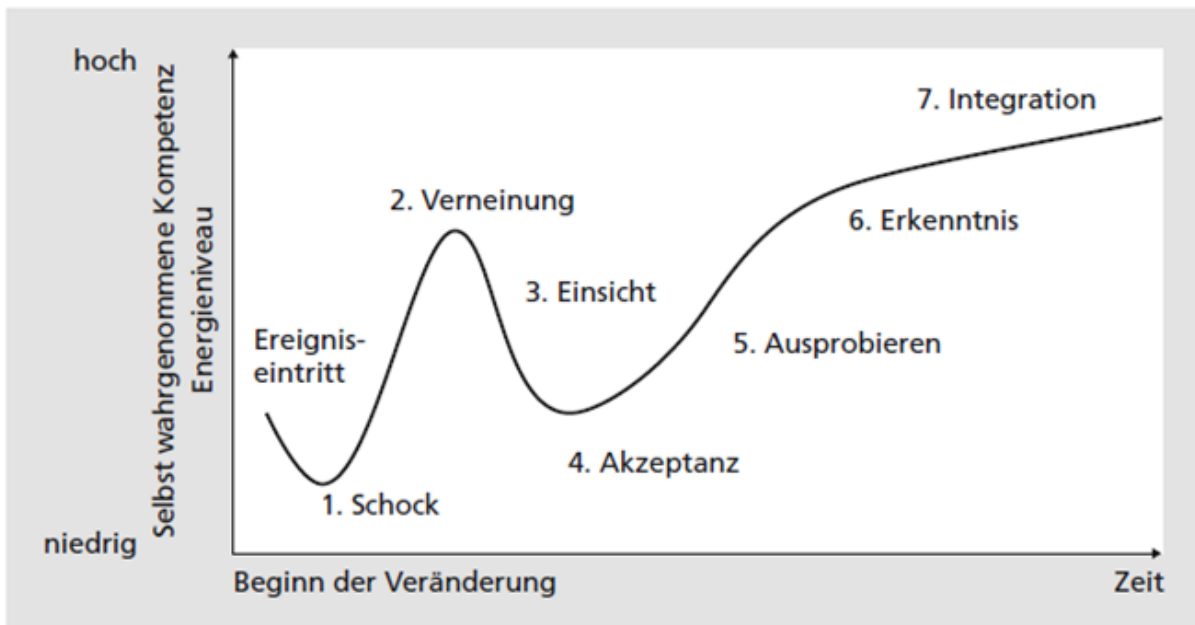 hoch
Selbst wahrgenommene Kompetenz
Energieniveau
niedrig
Ereignis-
eintritt
1. Schock
2. Verneinung
3. Einsicht
4. Akzeptanz
5. Ausprobieren
6. Erkenntnis
7. Integration
Beginn der Veränderung
Zeit